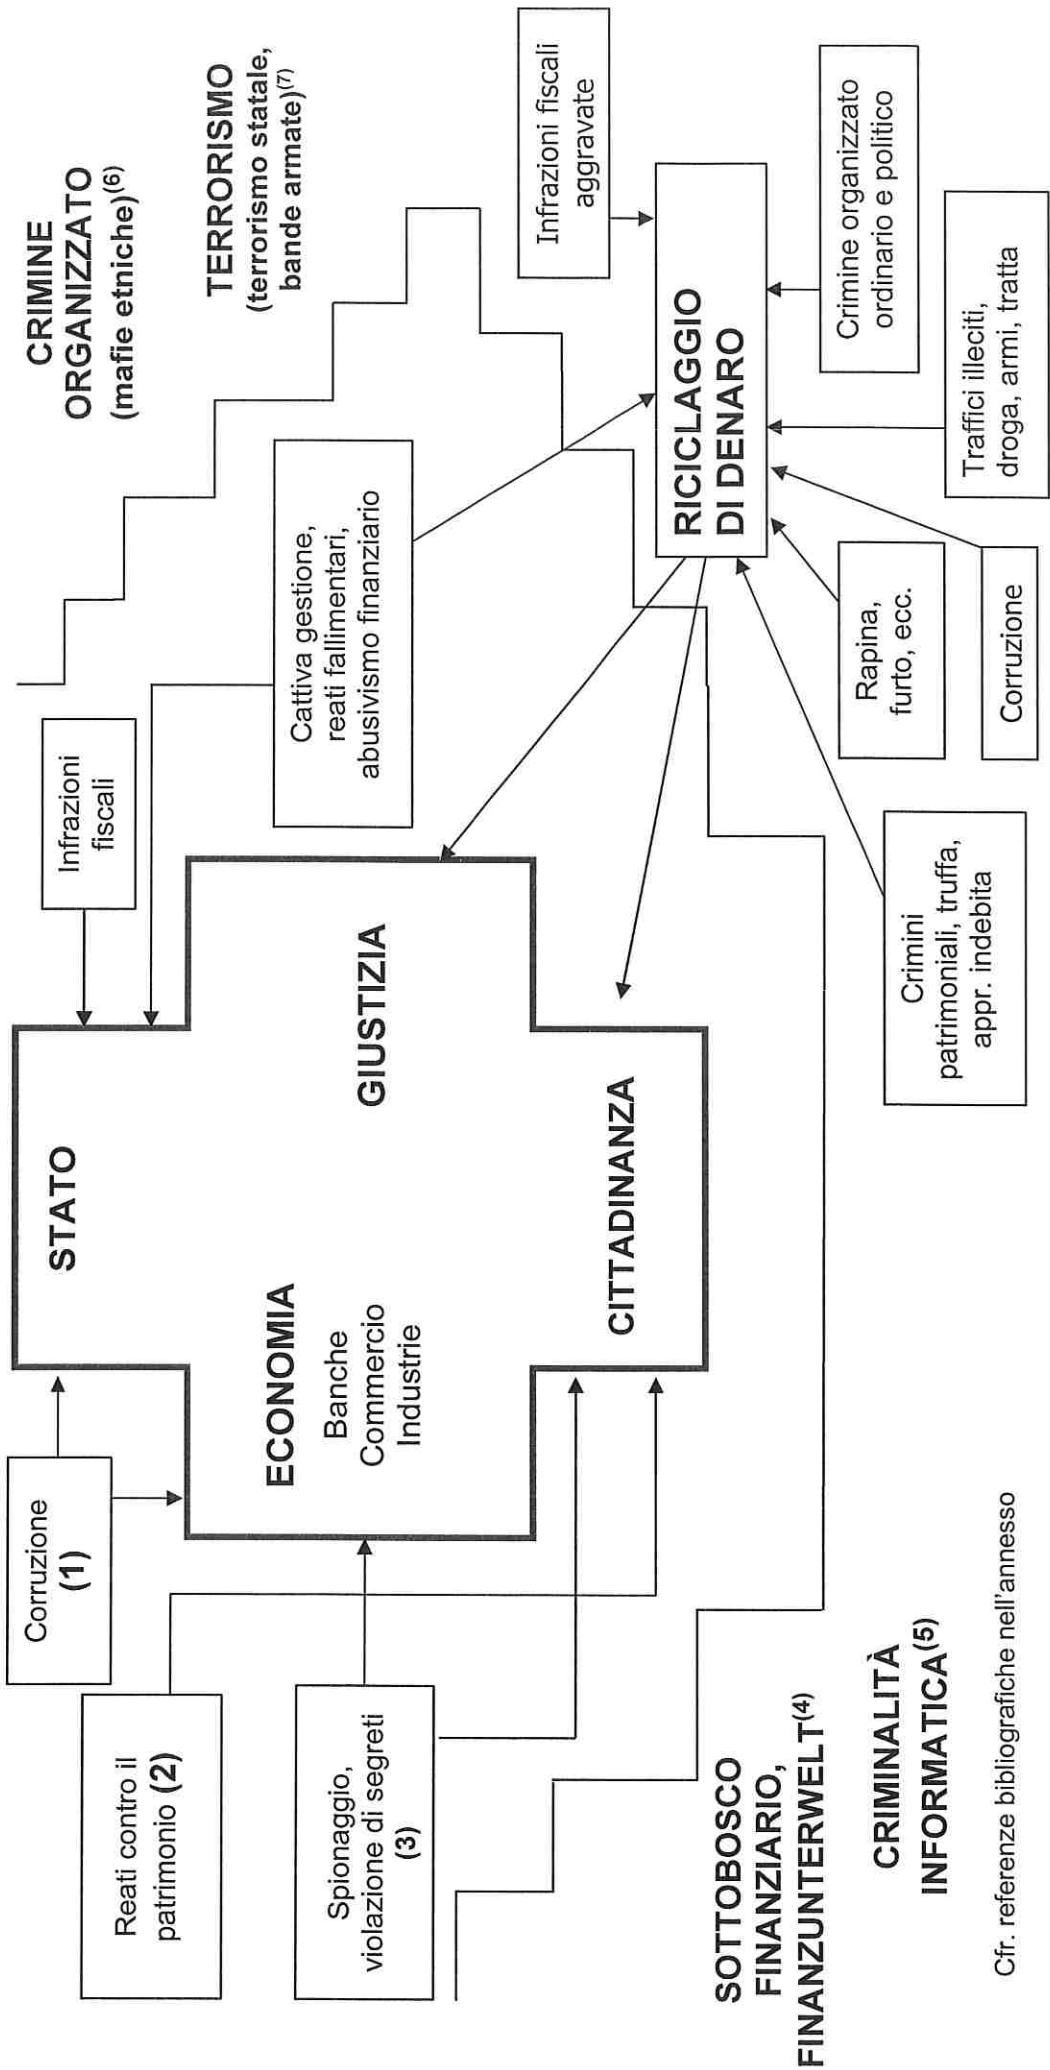 Corruzione
(1)
Reati contro il
patrimonio (2)
Spionaggio,
violazione di segreti
(3)
STATO
ECONOMIA
Banche
Commercio
Industrie
GIUSTIZIA
CITTADINANZA
Infrazioni
fiscali
Cattiva gestione,
reati fallimentari,
abusivismo finanziario
CRIMINE
ORGANIZZATO
(mafie etniche)(6)
TERRORISMO
(terrorismo statale,
bande armate)(7)
Infrazioni fiscali
aggravate
RICICLAGGIO
DI DENARO
Crimine organizzato
ordinario e politico
Traffici illeciti,
droga, armi, tratta
Rapina,
furto, ecc.
Corruzione
Crimini
patrimoniali, truffa,
appr. indebita
SOTTOBOSCO
FINANZIARIO,
FINANZUNTERWELT(4)
CRIMINALITÀ
INFORMATICA(5)
Cfr. referenze bibliografiche nell'annesso